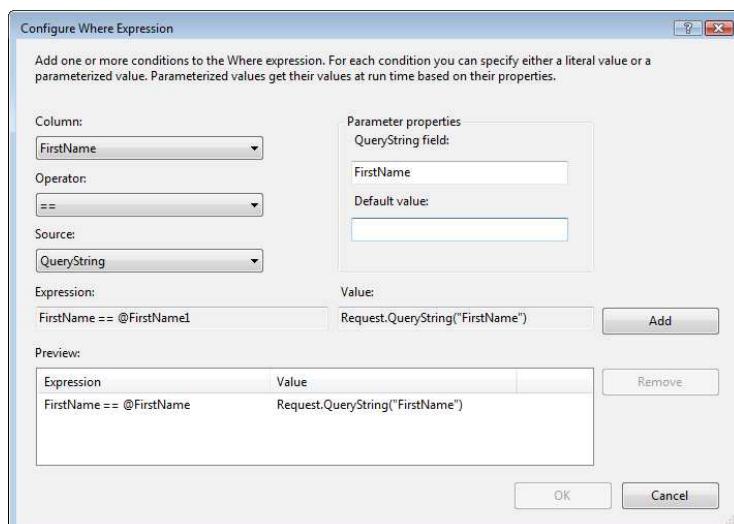 Configure Where Expression
Add one or more conditions to the Where expression. For each condition you can specify either a literal value or a
parameterized value. Parameterized values get their values at run time based on their properties.
Column:
FirstName
Operator:
==
Source:
QueryString
Parameter properties
QueryString field:
FirstName
Default value:
Expression:
FirstName == @FirstName1
Value:
Request.QueryString("FirstName")
Add
Preview:
Expression Value
FirstName == @FirstName Request.QueryString("FirstName")
Remove
OK
Cancel